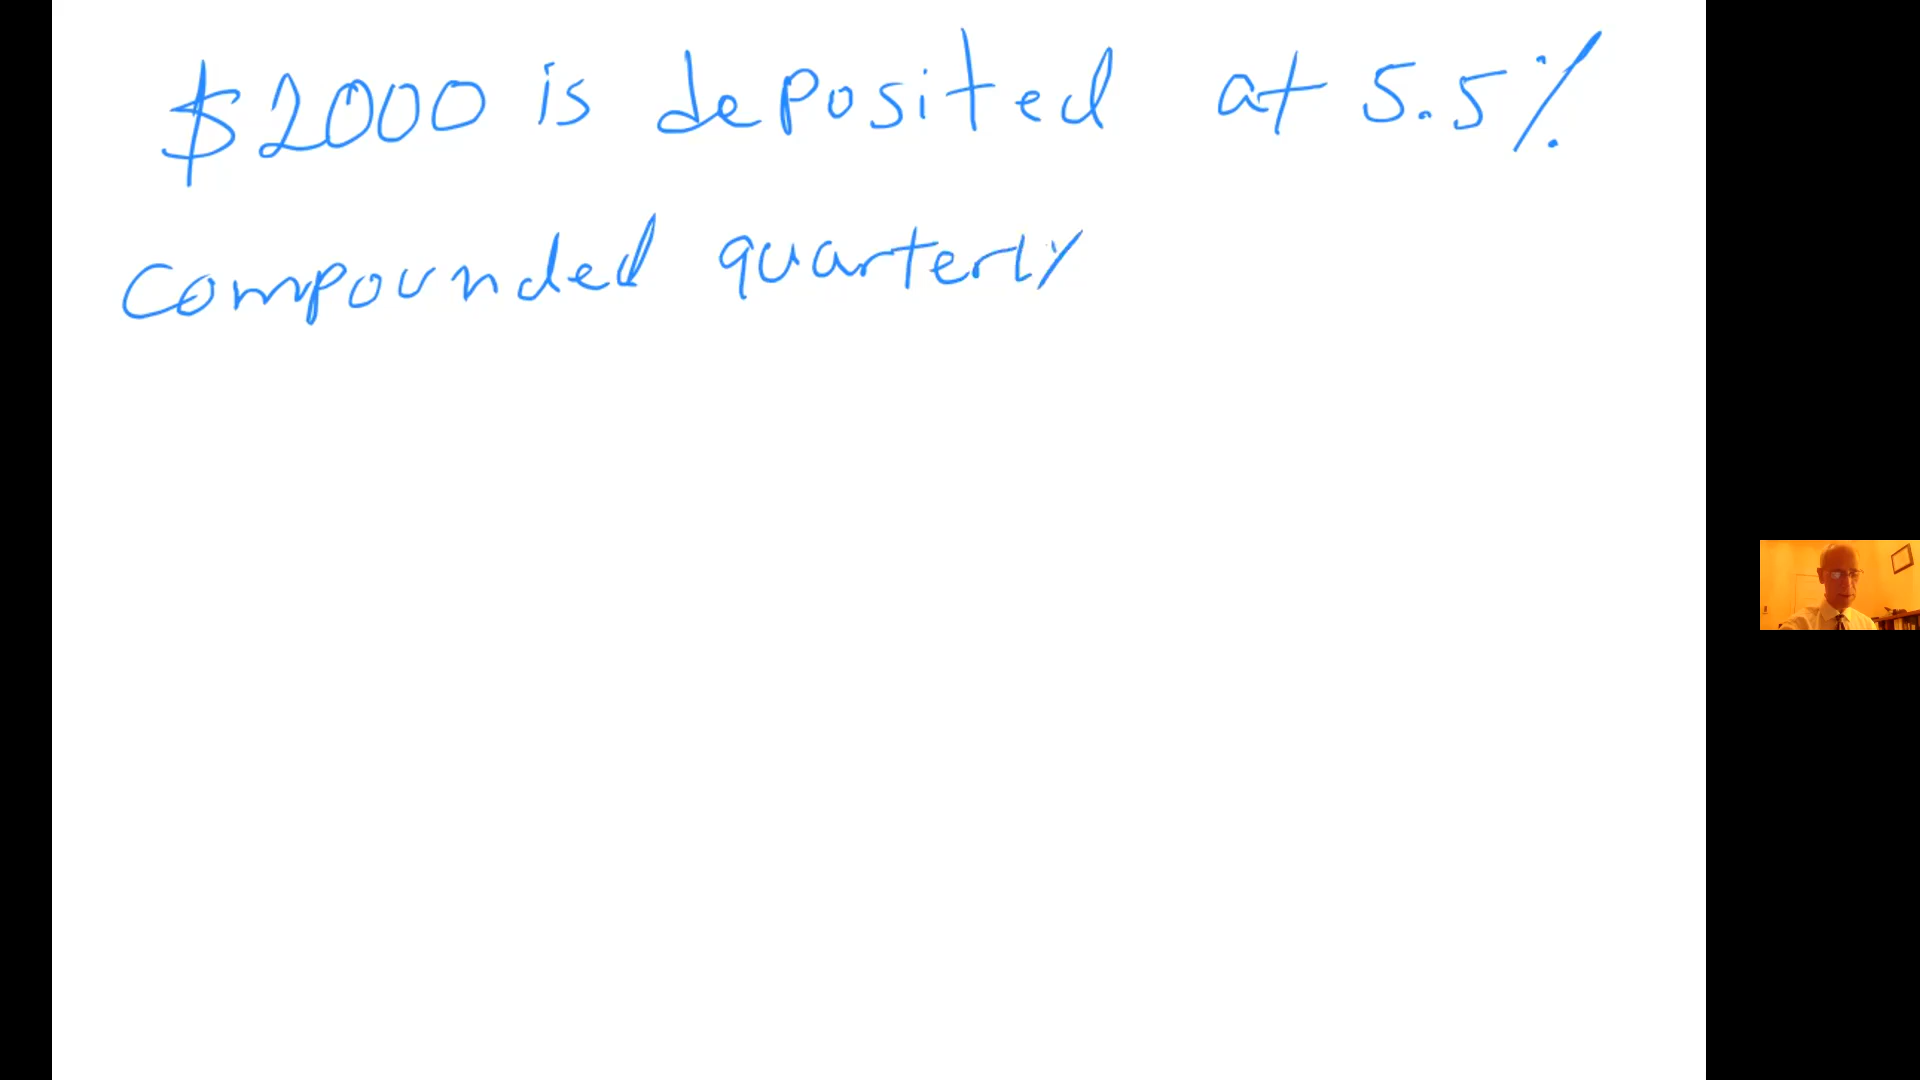 $2000 is deposited at 5.5%
compounded quarterly